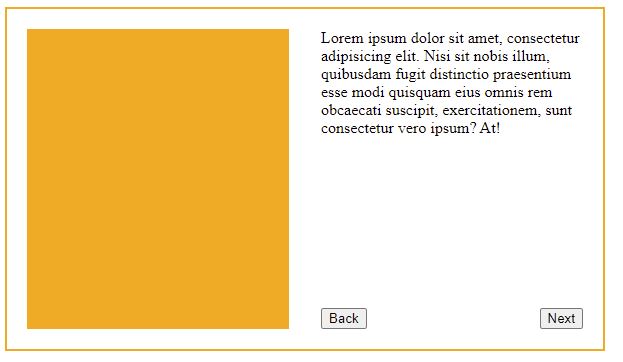 Lorem ipsum dolor sit amet, consectetur
adipisicing elit. Nisi sit nobis illum,
quibusdam fugit distinctio praesentium
esse modi quisquam eius omnis rem
obcaecati suscipit, exercitationem, sunt
consectetur vero ipsum? At!
Back
Next